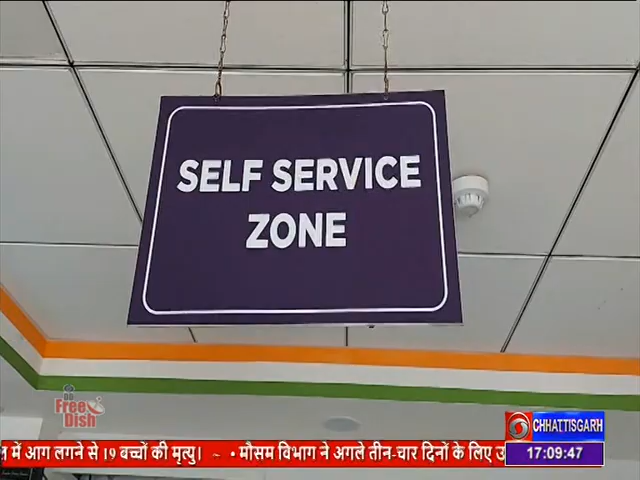 SELF SERVICE
ZONE
DD
Free
Dish
CHHATTISGARH
में आग लगने से 19 बच्चों की मृत्यु। ~ • मौसम विभाग ने अगले तीन-चार दिनों के लिए
17:09:47